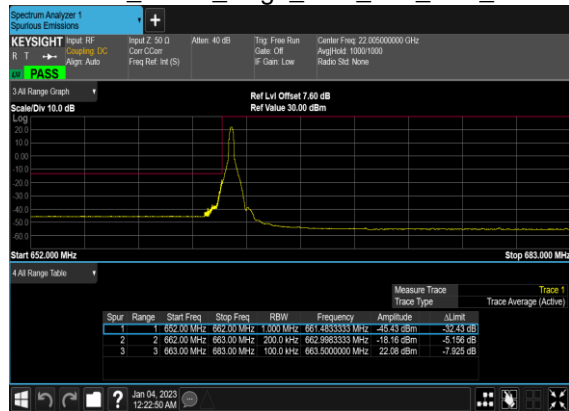 Spectrum Analyzer 1
Spurious Emissions
+
KEYSIGHT Input: RF Input Z: 50 Ω Atten: 40 dB Trig: Free Run Center Freq: 22.005000000 GHz
R T Coupling: DC Corr CCorr Gate: Off Avg|Hold: 1000/1000
Align: Auto Freq Ref: Int (S) IF Gain: Low Radio Std: None
PASS
3 All Range Graph
Ref Lvl Offset 7.60 dB
Scale/Div 10.0 dB Ref Value 30.00 dBm
Log
20.0
10.0
0.00
-10.0
-20.0
-30.0
-40.0
-50.0
-60.0
Start 652.000 MHz Stop 683.000 MHz
4 All Range Table
Measure Trace Trace 1
Trace Type Trace Average (Active)
Spur Range Start Freq Stop Freq RBW Frequency Amplitude ΔLimit
1 1 652.00 MHz 662.00 MHz 1.000 MHz 661.4833333 MHz -45.43 dBm -32.43 dB
2 2 662.00 MHz 663.00 MHz 200.0 kHz 662.9983333 MHz -18.16 dBm -5.156 dB
3 3 663.00 MHz 683.00 MHz 100.0 kHz 663.5000000 MHz 22.08 dBm -7.925 dB
? Jan 04, 2023
12:22:50 AM